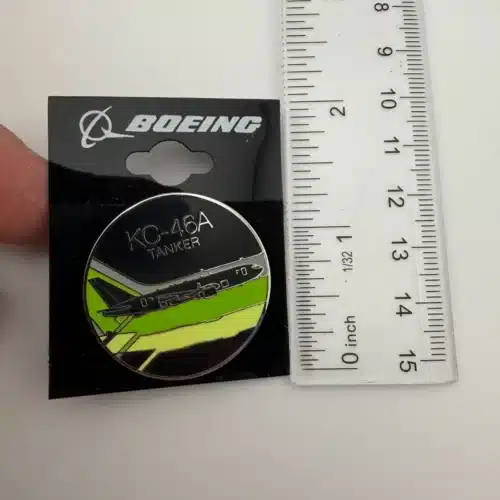 BOEING
KC-46A
TANKER
8
9
10
11
12
13
14
15
2
1
1/32
0 inch